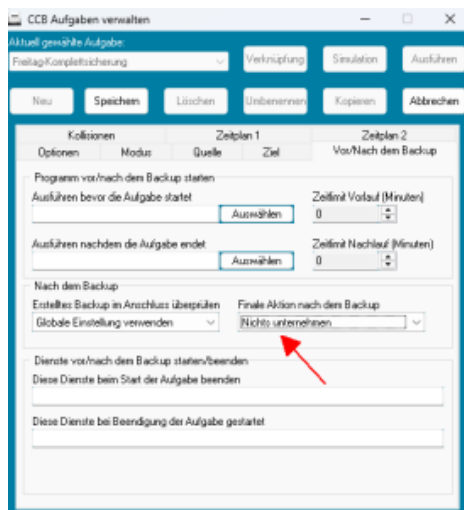 CCB Aufgaben verwalten
Aktuell gewählte Aufgabe:
Freitag-Komplettsicherung
Verknüpfung
Simulation
Ausführen
Neu
Speichern
Löschen
Umbenennen
Kopieren
Abbrechen
Kollisionen
Zeitplan 1
Zeitplan 2
Optionen
Modus
Quelle
Ziel
Vor/Nach dem Backup
Programm vor/nach dem Backup starten
Ausführen bevor die Aufgabe startet
Zeitlimit Vorlauf (Minuten)
Auswählen
0
Ausführen nachdem die Aufgabe endet
Zeitlimit Nachlauf (Minuten)
Auswählen
0
Nach dem Backup
Erstelltes Backup im Anschluss überprüfen
Finale Aktion nach dem Backup
Globale Einstellung verwenden
Nichts unternehmen
Dienste vor/nach dem Backup starten/beenden
Diese Dienste beim Start der Aufgabe beenden
Diese Dienste bei Beendigung der Aufgabe gestartet